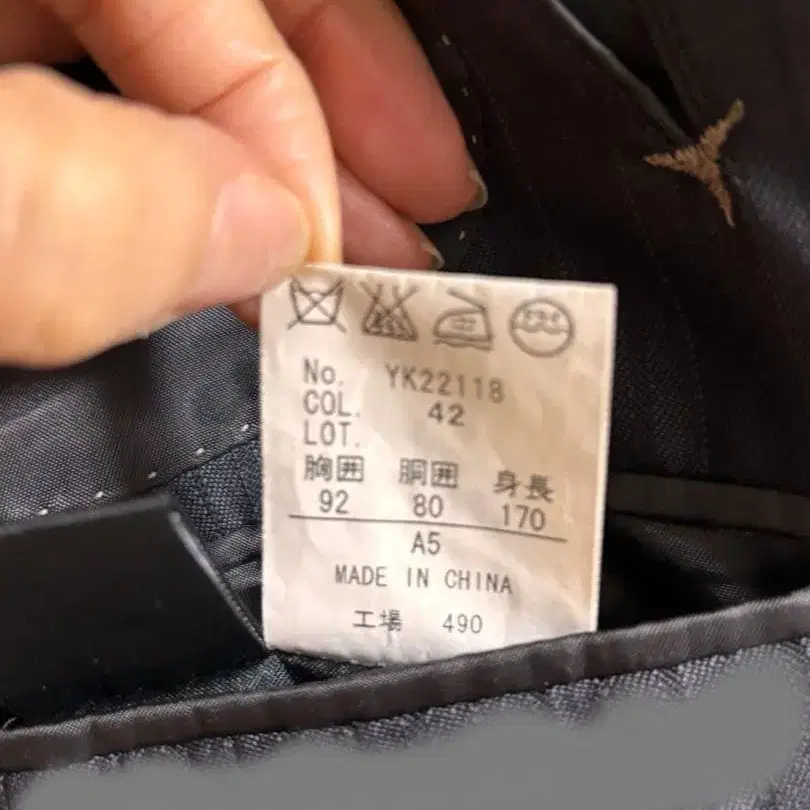 No. YK22118
COL. 42
LOT.
胸囲 胴囲 身長
92 80 170
A5
MADE IN CHINA
工場 490